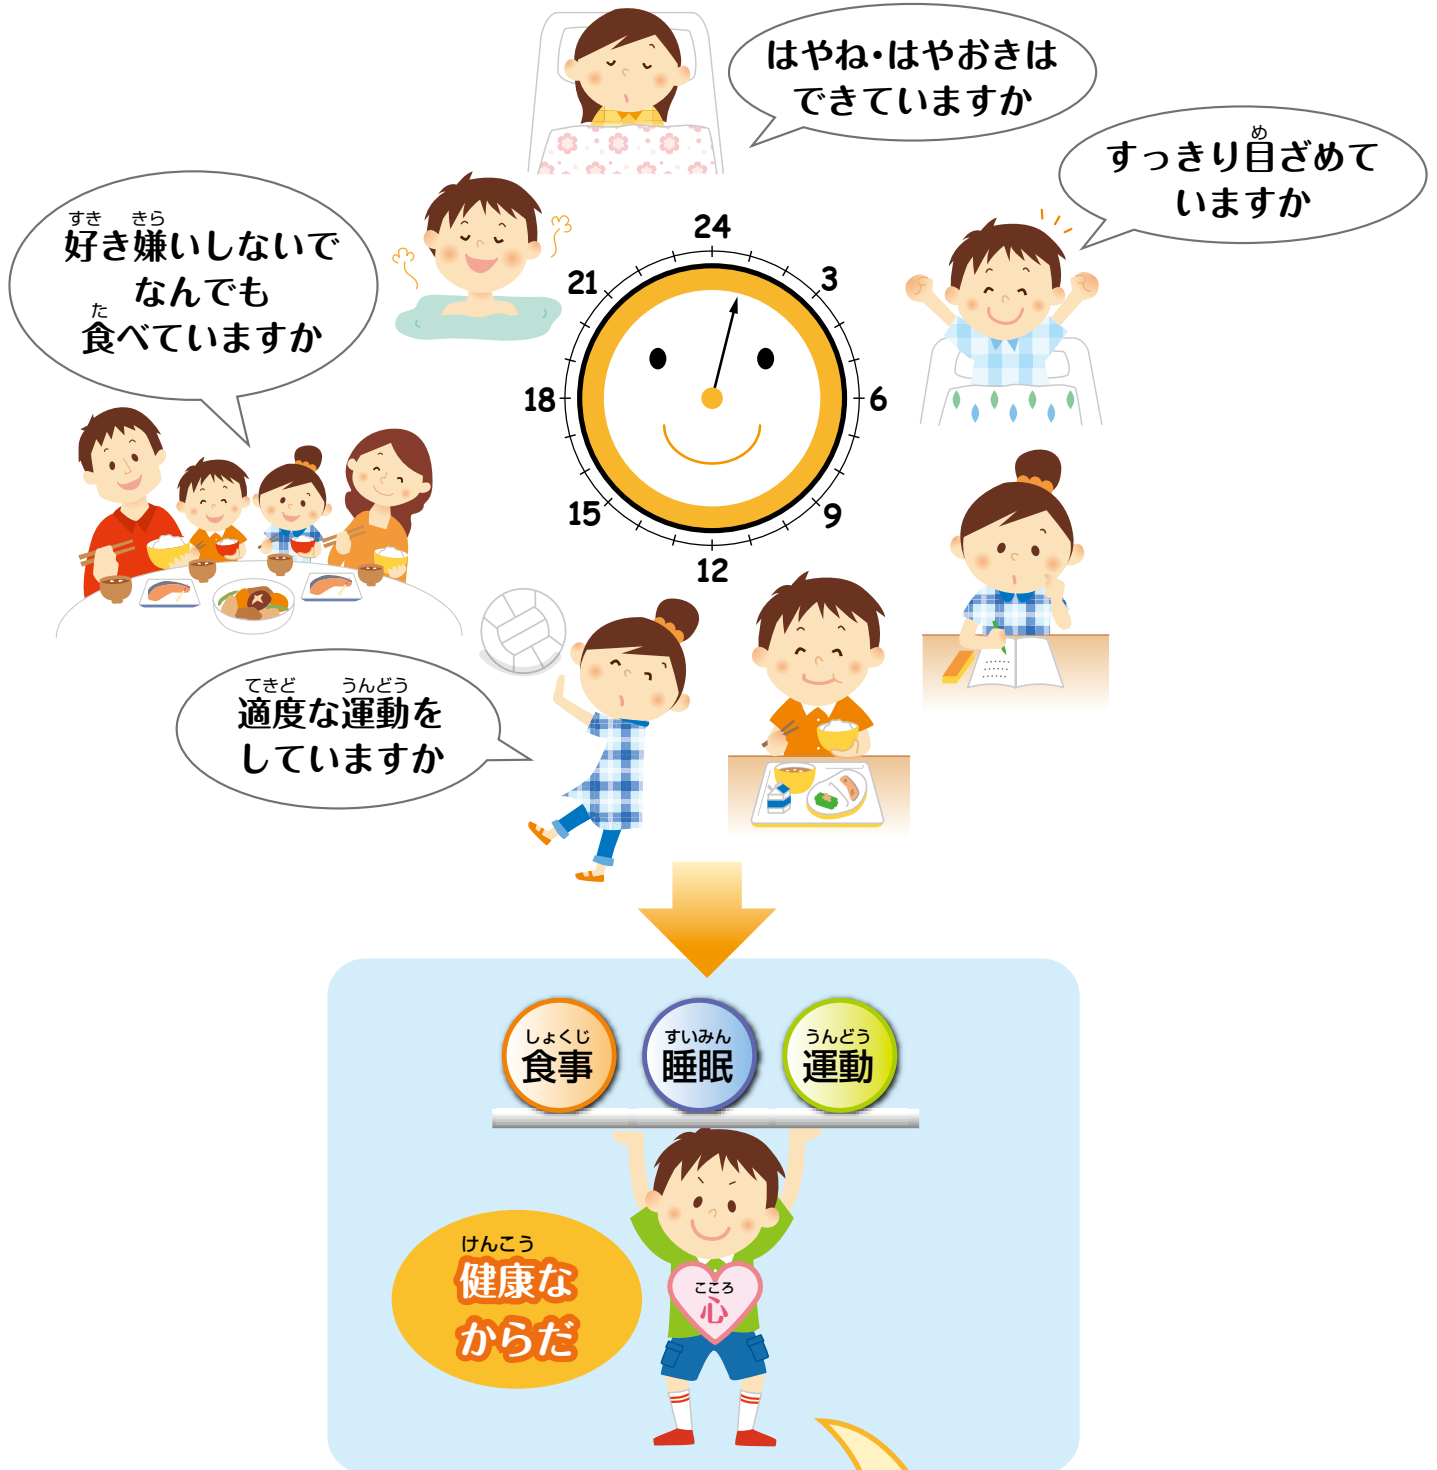 はやね・はやおきは
できていますか
すっきり目ざめて
め
いますか
好き嫌いしないで
すき きら
なんでも
食べていますか
た
24
3
6
9
12
15
18
21
適度な運動を
てきど うんどう
していますか
しょくじ
食事
すいみん
睡眠
うんどう
運動
けんこう
健康な
からだ
こころ
心